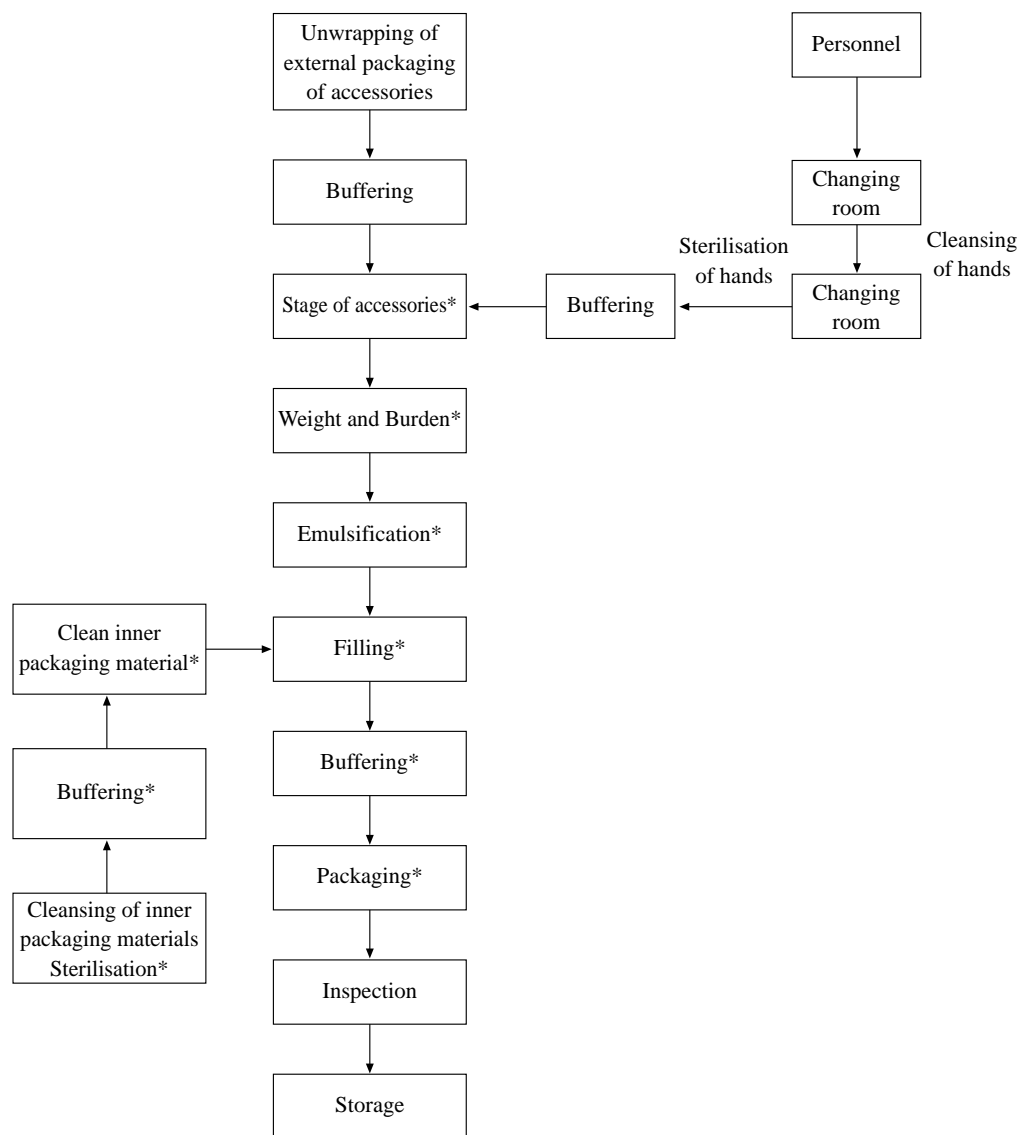 Unwrapping of
external packaging
of accessories
Personnel
Buffering
Changing
room
Sterilisation
of hands
Cleansing
of hands
Stage of accessories*
Buffering
Changing
room
Weight and Burden*
Emulsification*
Clean inner
packaging material*
Filling*
Buffering*
Buffering*
Packaging*
Cleansing of inner
packaging materials
Sterilisation*
Inspection
Storage